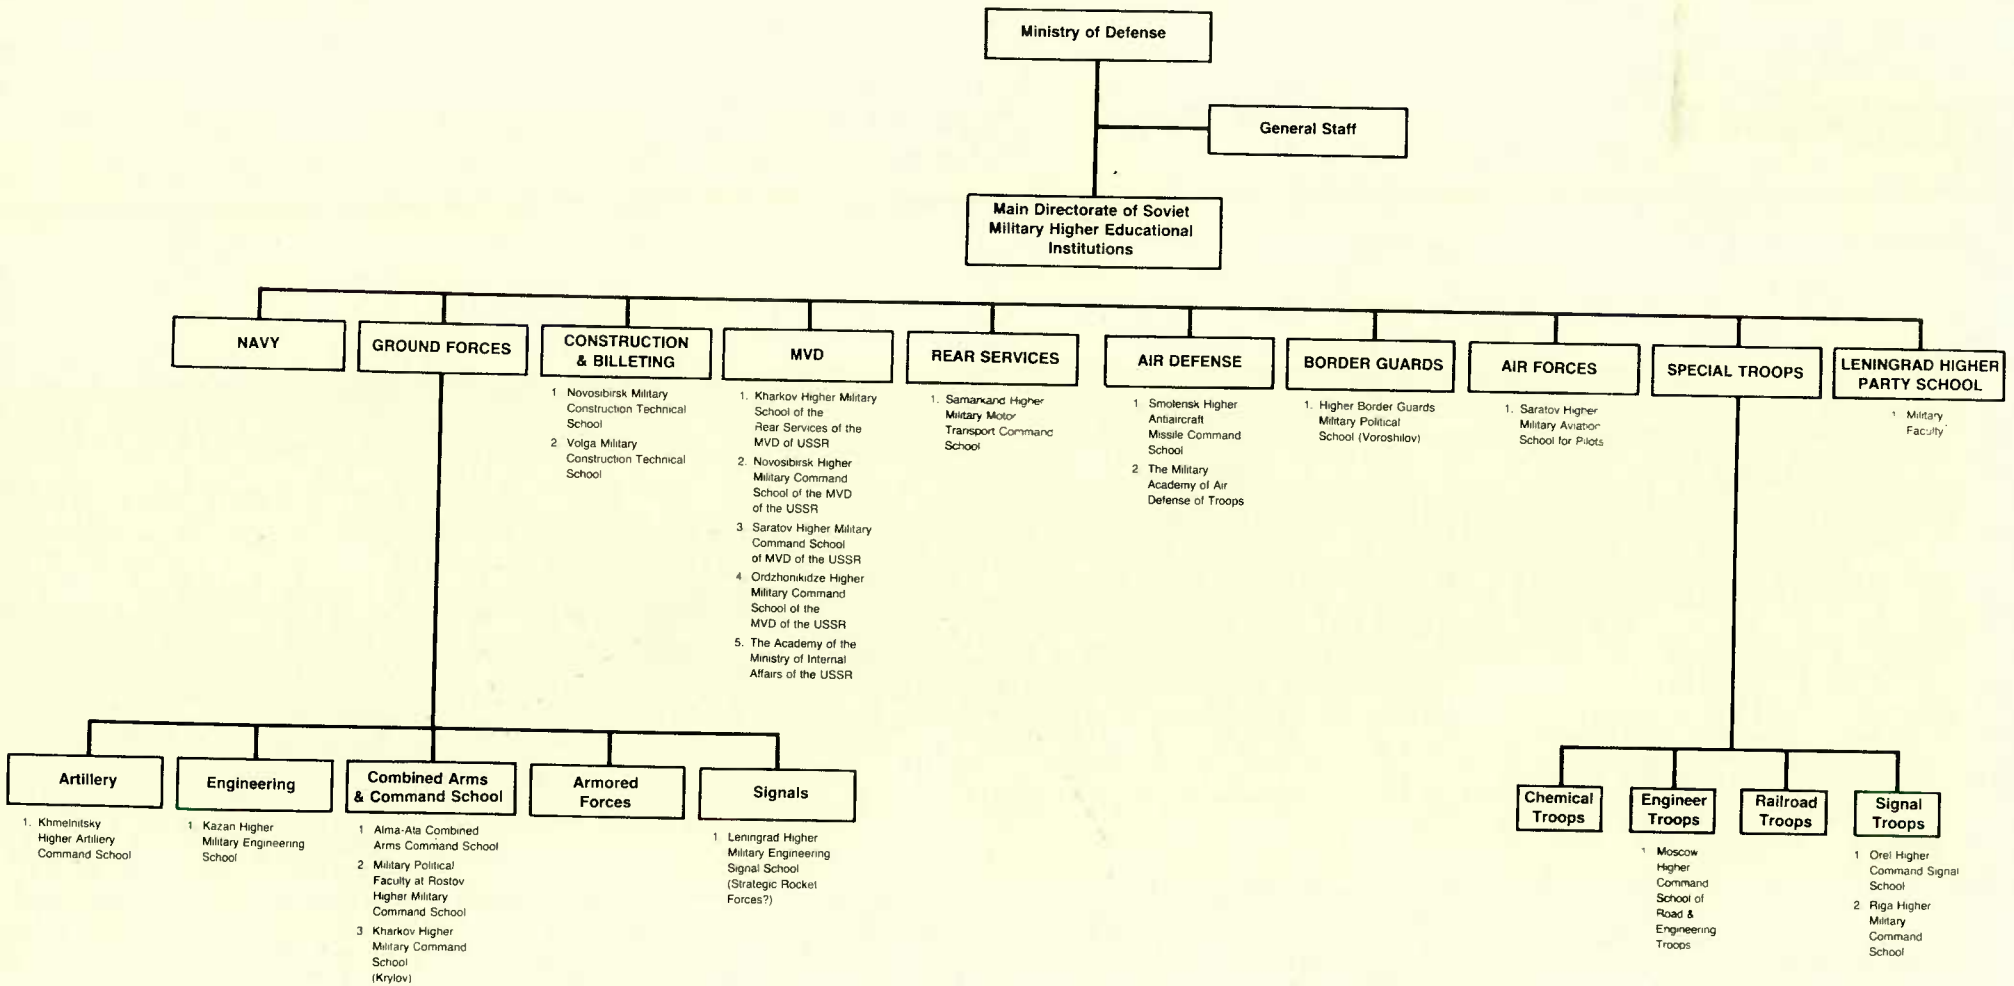 Ministry of Defense
General Staff
Main Directorate of Soviet
Military Higher Educational
Institutions
NAVY
GROUND FORCES
CONSTRUCTION
& BILLETING
1 Novosibirsk Military
Construction Technical
School
2 Volga Military
Construction Technical
School
MVD
1. Kharkov Higher Military
School of the
Rear Services of the
MVD of USSR
2. Novosibirsk Higher
Military Command
School of the MVD
of the USSR
3 Saratov Higher Military
Command School
of MVD of the USSR
4 Ordzhonikidze Higher
Military Command
School of the
MVD of the USSR
5. The Academy of the
Ministry of Internal
Affairs of the USSR
REAR SERVICES
1. Samarkand Higher
Military Motor
Transport Command
School
AIR DEFENSE
1 Smolensk Higher
Antiaircraft
Missile Command
School
2 The Military
Academy of Air
Defense of Troops
BORDER GUARDS
1. Higher Border Guards
Military Political
School (Voroshilov)
AIR FORCES
1. Saratov Higher
Military Aviation
School for Pilots
SPECIAL TROOPS
LENINGRAD HIGHER
PARTY SCHOOL
1 Military
Faculty
Artillery
1. Khmelnitsky
Higher Artillery
Command School
Engineering
1 Kazan Higher
Military Engineering
School
Combined Arms
& Command School
1 Alma-Ata Combined
Arms Command School
2 Military Political
Faculty at Rostov
Higher Military
Command School
3 Kharkov Higher
Military Command
School
(Krylov)
Armored
Forces
Signals
1 Leningrad Higher
Military Engineering
Signal School
(Strategic Rocket
Forces?)
Chemical
Troops
Engineer
Troops
1 Moscow
Higher
Command
School of
Road &
Engineering
Troops
Railroad
Troops
Signal
Troops
1 Orel Higher
Command Signal
School
2 Riga Higher
Military
Command
School